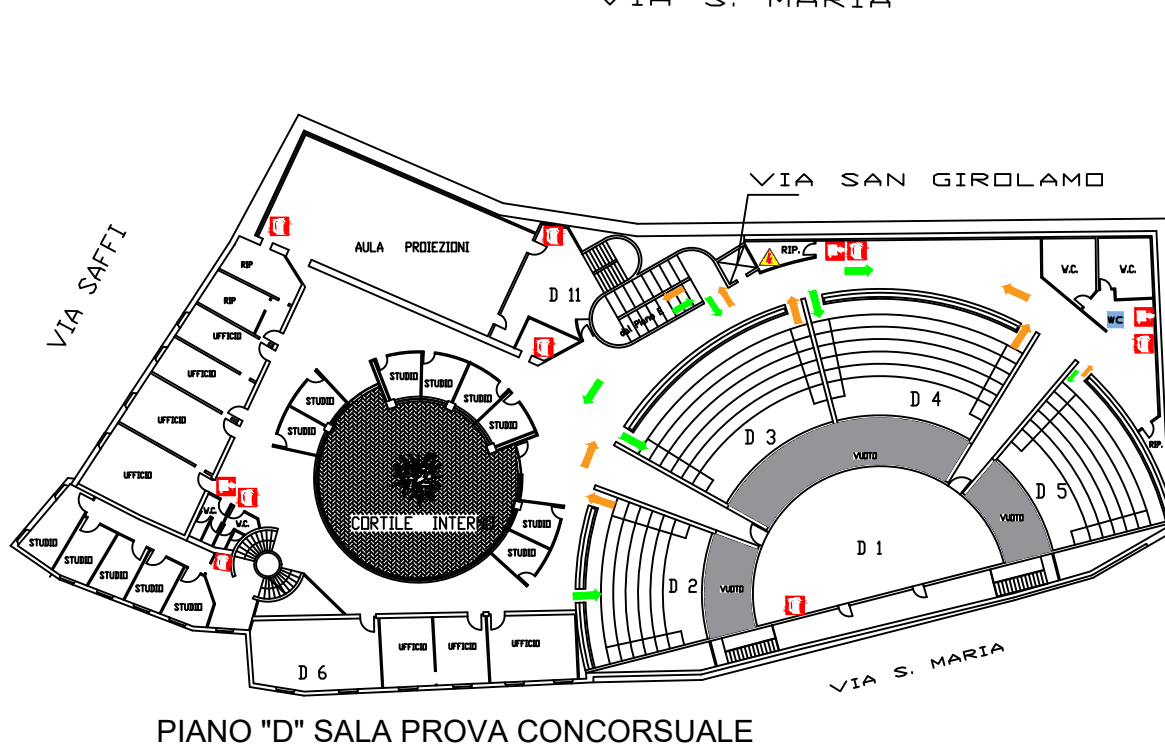 VIA S. MARIA
VIA SAN GIROLAMO
VIA SAFFI
AULA PROIEZIONI
RIP.
W.C.
W.C.
WC
RIP
RIP
D 11
dal Piano E
UFFICIO
UFFICIO
UFFICIO
UFFICIO
STUDIO
STUDIO
STUDIO
STUDIO
STUDIO
STUDIO
D 3
D 4
D 5
RIP.
VUOTO
VUOTO
VUOTO
CORTILE INTERNO
STUDIO
STUDIO
W.C.
W.C.
STUDIO
STUDIO
STUDIO
STUDIO
STUDIO
D 1
D 2
D 6
UFFICIO
UFFICIO
UFFICIO
VIA S. MARIA
PIANO "D" SALA PROVA CONCORSUALE